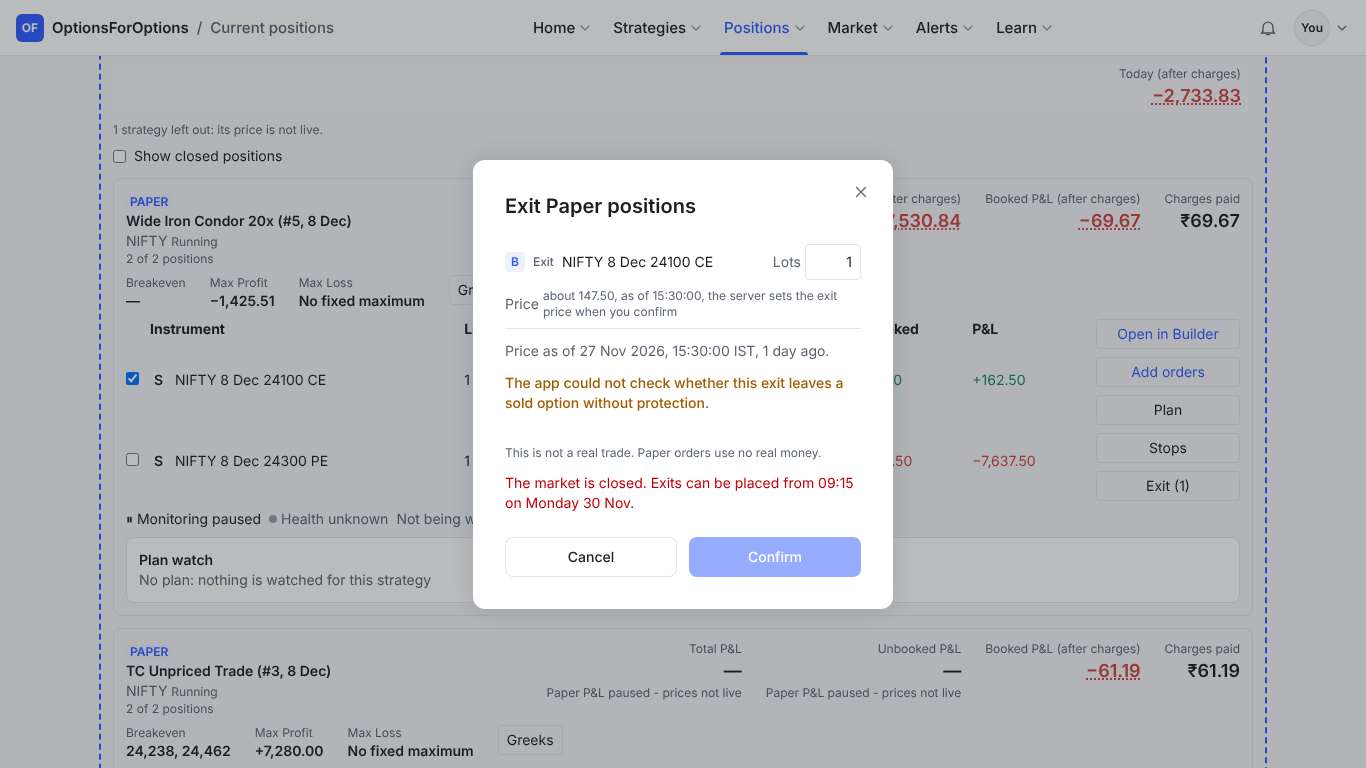 OF OptionsForOptions / Current positions Home Strategies Positions Market Alerts Learn You
Today (after charges)
−2,733.83
1 strategy left out: its price is not live.
Show closed positions
PAPER
Wide Iron Condor 20x (#5, 8 Dec)
NIFTY Running
2 of 2 positions
ter charges) Booked P&L (after charges) Charges paid
,530.84 −69.67 ₹69.67
Breakeven Max Profit Max Loss
— −1,425.51 No fixed maximum
Gr
Instrument L ked P&L
S NIFTY 8 Dec 24100 CE 1 0 +162.50
S NIFTY 8 Dec 24300 PE 1 .50 −7,637.50
Open in Builder
Add orders
Plan
Stops
Exit (1)
Monitoring paused Health unknown Not being w
Plan watch
No plan: nothing is watched for this strategy
Exit Paper positions
B Exit NIFTY 8 Dec 24100 CE Lots 1
Price about 147.50, as of 15:30:00, the server sets the exit
price when you confirm
Price as of 27 Nov 2026, 15:30:00 IST, 1 day ago.
The app could not check whether this exit leaves a
sold option without protection.
This is not a real trade. Paper orders use no real money.
The market is closed. Exits can be placed from 09:15
on Monday 30 Nov.
Cancel Confirm
PAPER
TC Unpriced Trade (#3, 8 Dec)
NIFTY Running
2 of 2 positions
Total P&L Unbooked P&L Booked P&L (after charges) Charges paid
— — −61.19 ₹61.19
Paper P&L paused - prices not live Paper P&L paused - prices not live
Breakeven Max Profit Max Loss
24,238, 24,462 +7,280.00 No fixed maximum
Greeks